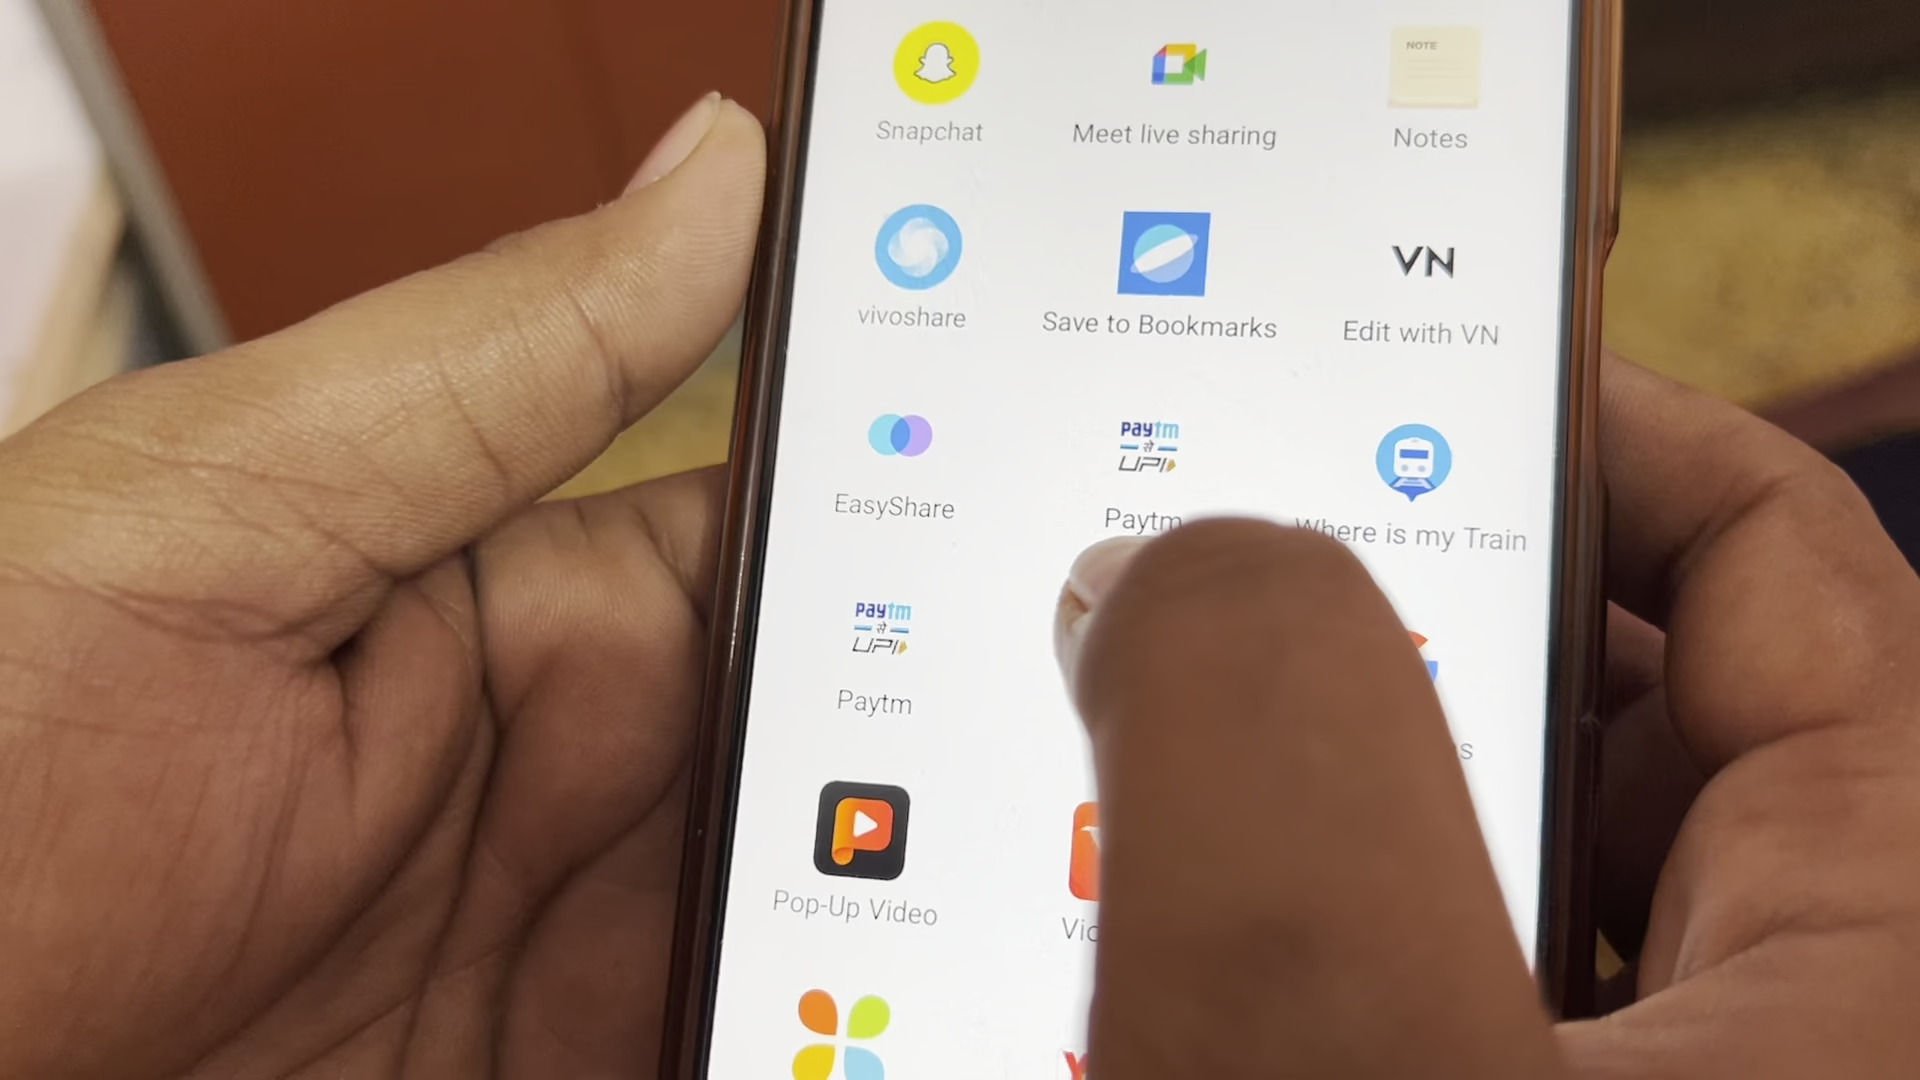 Snapchat
Meet live sharing
NOTE
Notes
vivoshare
Save to Bookmarks
VN
Edit with VN
EasyShare
paytm
से
UPI
Paytm
Where is my Train
paytm
से
UPI
Paytm
Pop-Up Video